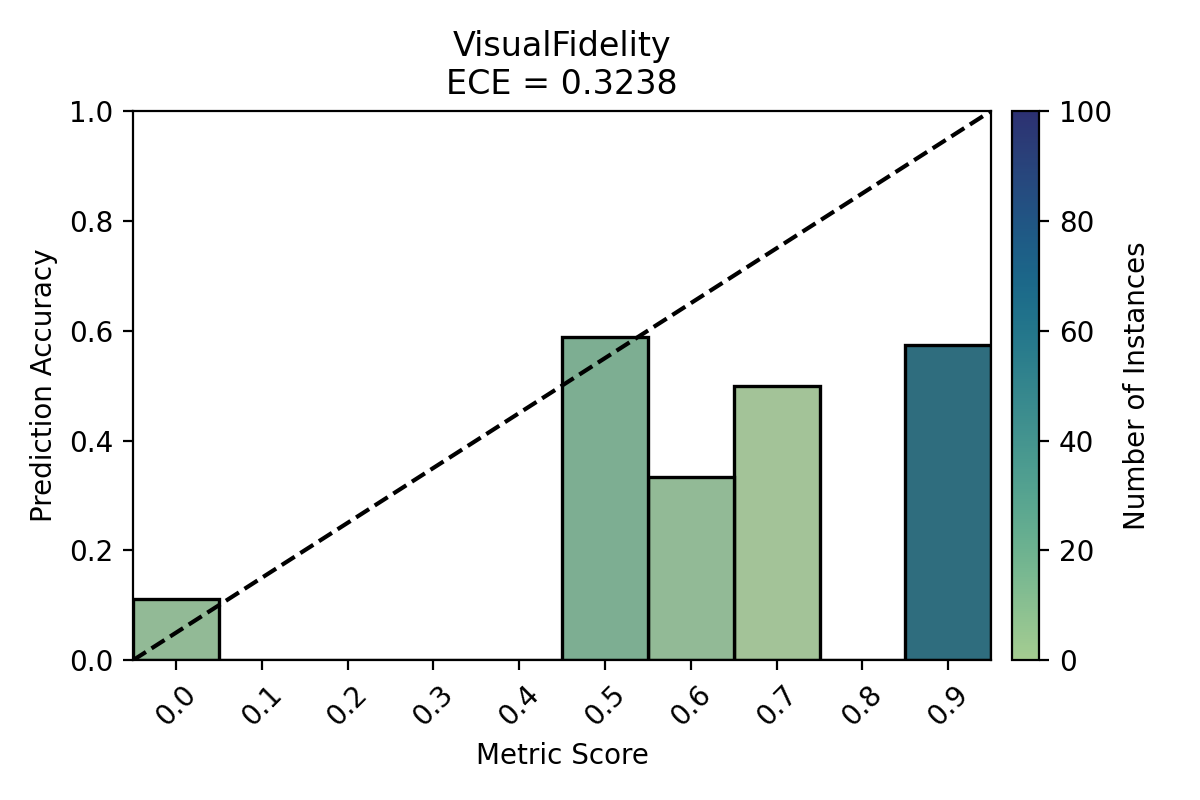 VisualFidelity
ECE = 0.3238
1.0
0.8
0.6
0.4
0.2
0.0
Prediction Accuracy
0.0 0.1 0.2 0.3 0.4 0.5 0.6 0.7 0.8 0.9
Metric Score
100
80
60
40
20
0
Number of Instances